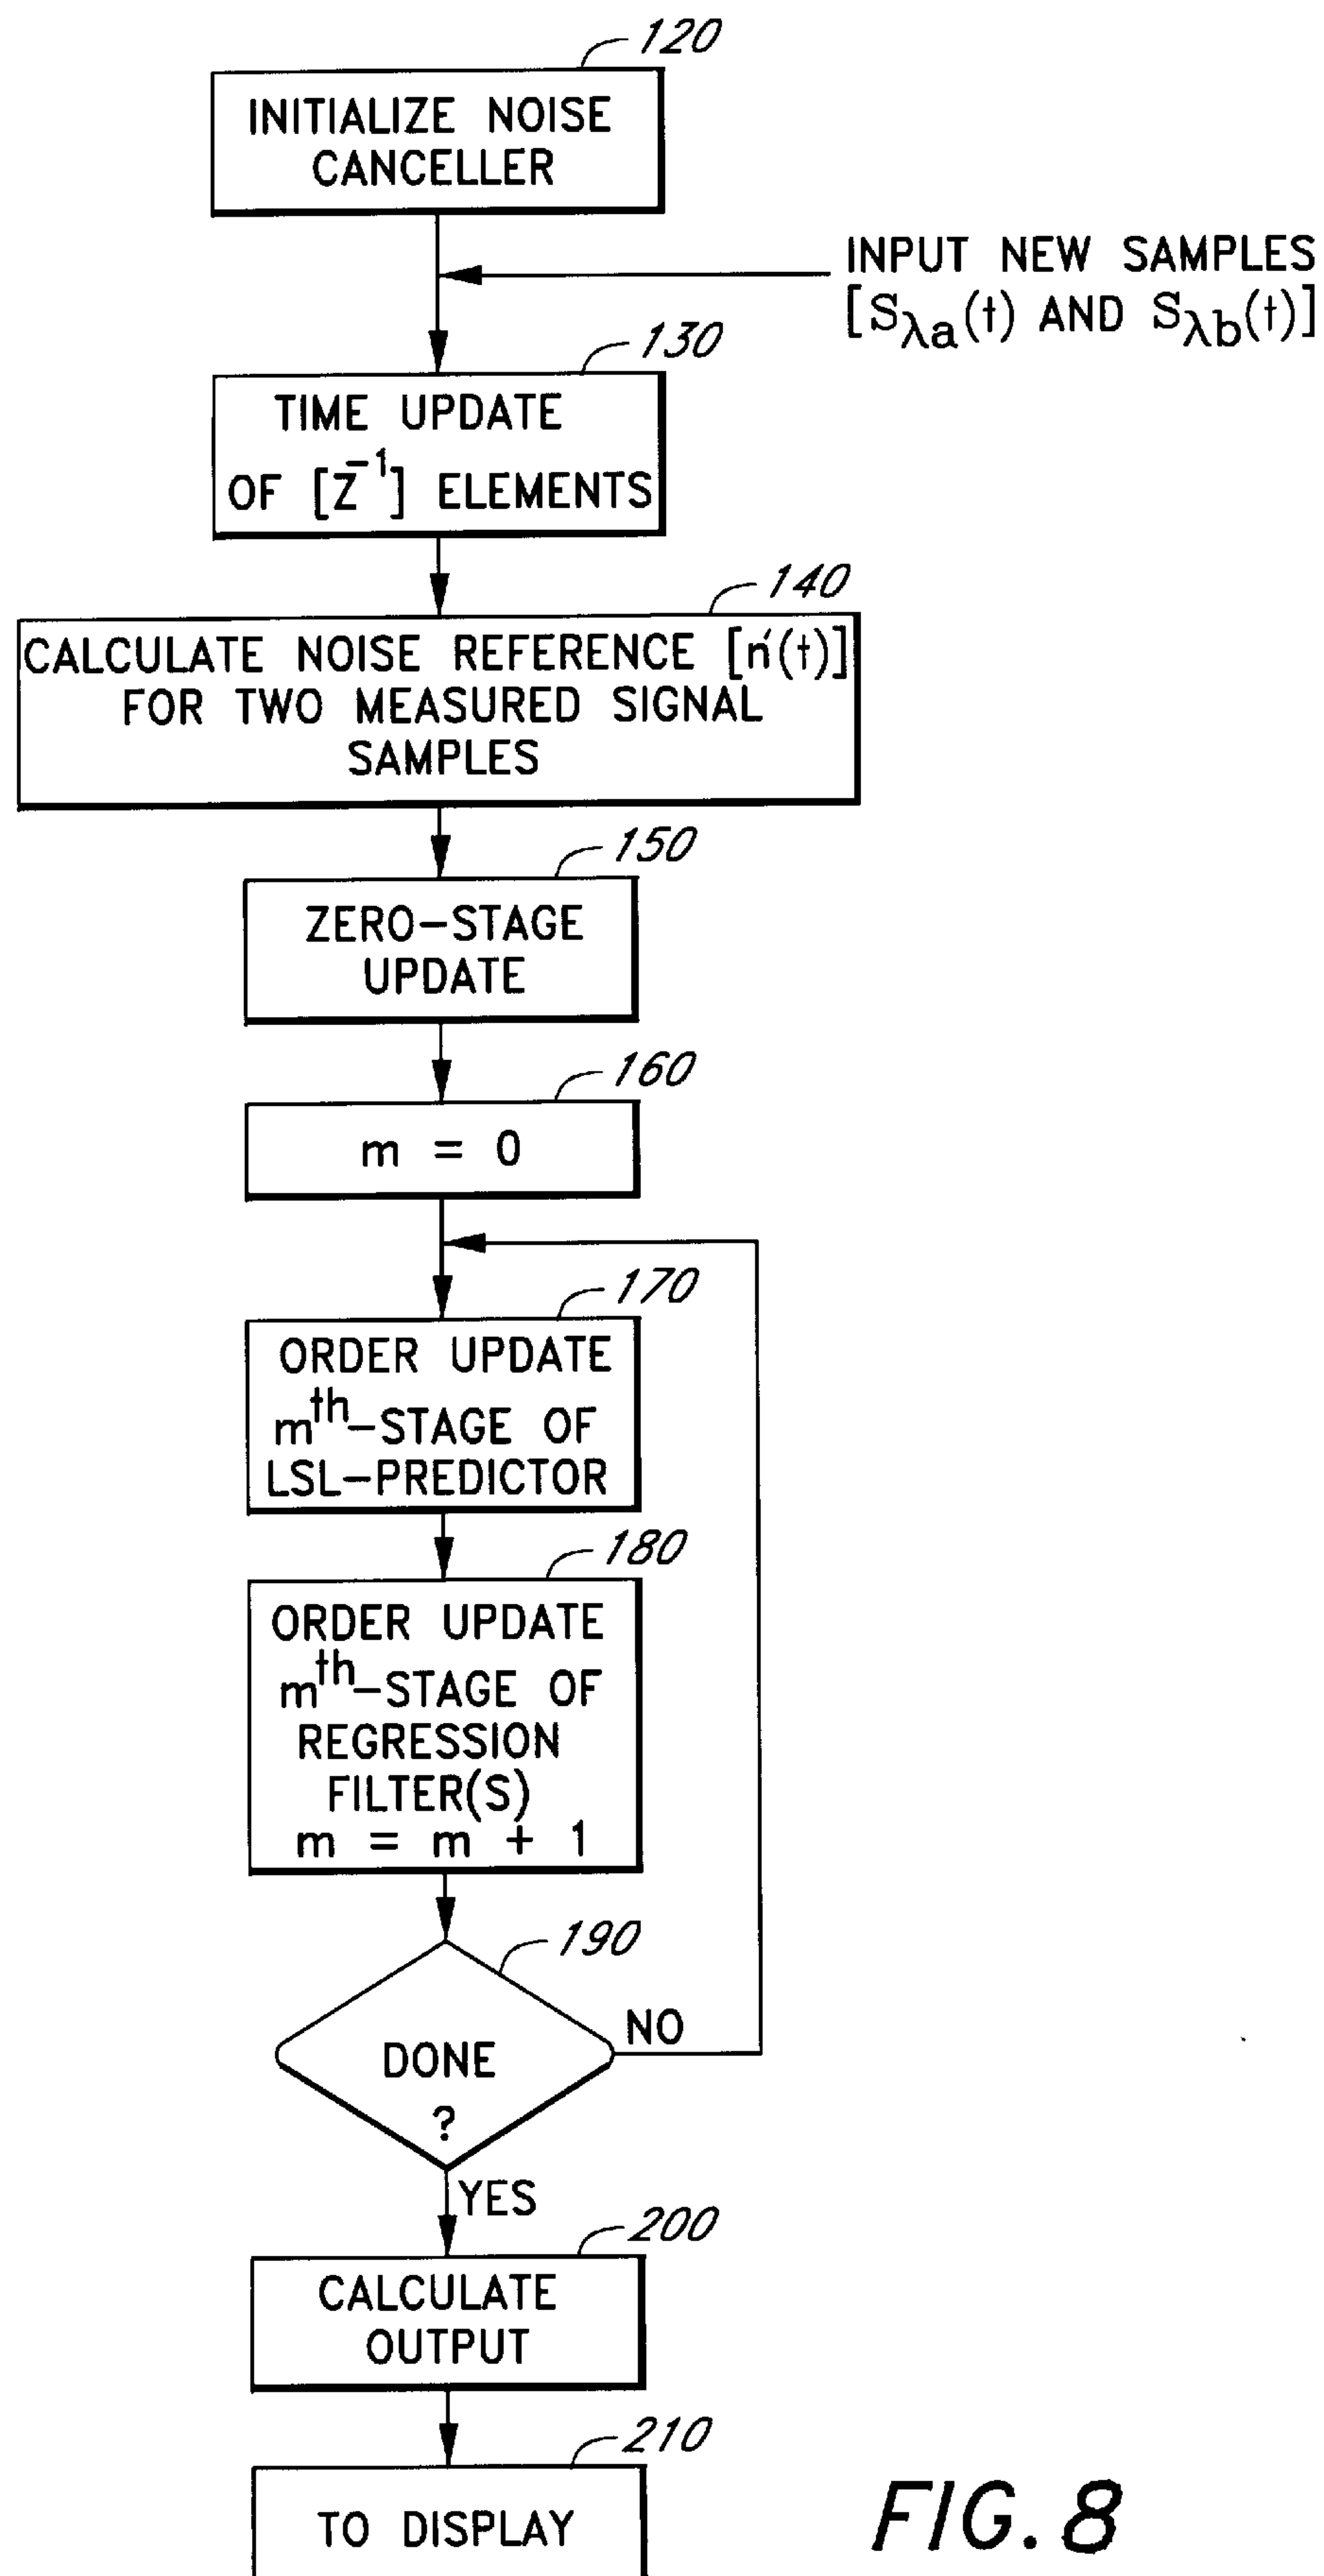 120
INITIALIZE NOISE
CANCELLER
INPUT NEW SAMPLES
[Sλa(t) AND Sλb(t)]
130
TIME UPDATE
OF [Z⁻¹] ELEMENTS
140
CALCULATE NOISE REFERENCE [n'(t)]
FOR TWO MEASURED SIGNAL
SAMPLES
150
ZERO-STAGE
UPDATE
160
m = 0
170
ORDER UPDATE
mth-STAGE OF
LSL-PREDICTOR
180
ORDER UPDATE
mth-STAGE OF
REGRESSION
FILTER(S)
m = m + 1
190
DONE
?
NO
YES
200
CALCULATE
OUTPUT
210
TO DISPLAY
FIG. 8